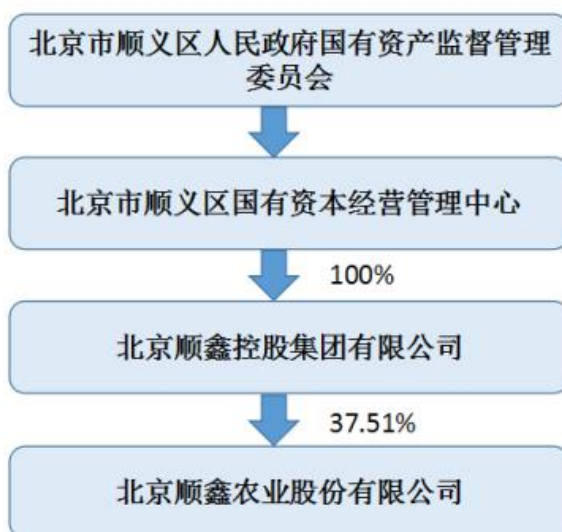 北京市顺义区人民政府国有资产监督管理
委员会
北京市顺义区国有资本经营管理中心
100%
北京顺鑫控股集团有限公司
37.51%
北京顺鑫农业股份有限公司